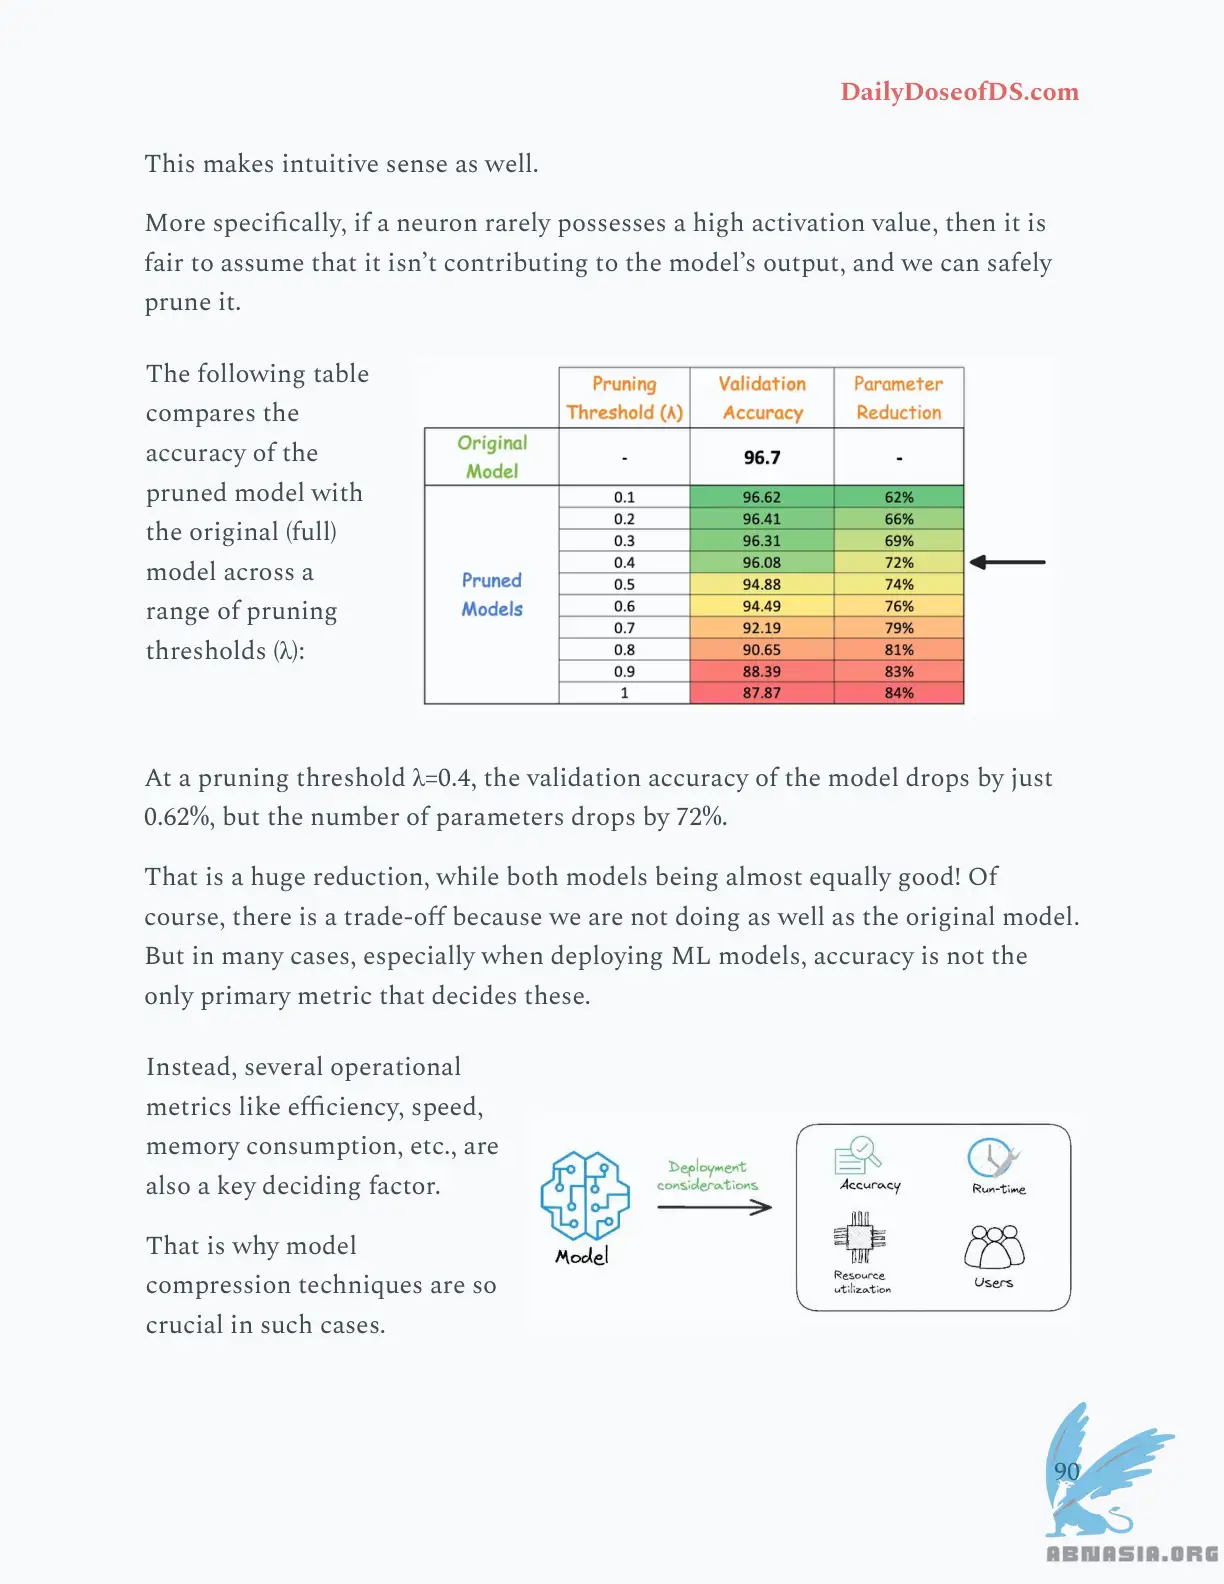 DailyDoseofDS.com
This makes intuitive sense as well.
More specifically, if a neuron rarely possesses a high activation value, then it is
fair to assume that it isn’t contributing to the model’s output, and we can safely
prune it.
The following table
compares the
accuracy of the
pruned model with
the original (full)
model across a
range of pruning
thresholds (λ):
Pruning Threshold (λ) Validation Accuracy Parameter Reduction
Original Model - 96.7 -
Pruned Models
0.1 96.62 62%
0.2 96.41 66%
0.3 96.31 69%
0.4 96.08 72%
0.5 94.88 74%
0.6 94.49 76%
0.7 92.19 79%
0.8 90.65 81%
0.9 88.39 83%
1 87.87 84%
At a pruning threshold λ=0.4, the validation accuracy of the model drops by just
0.62%, but the number of parameters drops by 72%.
That is a huge reduction, while both models being almost equally good! Of
course, there is a trade-off because we are not doing as well as the original model.
But in many cases, especially when deploying ML models, accuracy is not the
only primary metric that decides these.
Instead, several operational
metrics like efficiency, speed,
memory consumption, etc., are
also a key deciding factor.
That is why model
compression techniques are so
crucial in such cases.
Model
Deployment
considerations
Accuracy
Run-time
Resource
utilization
Users
90
ABNASIA.ORG